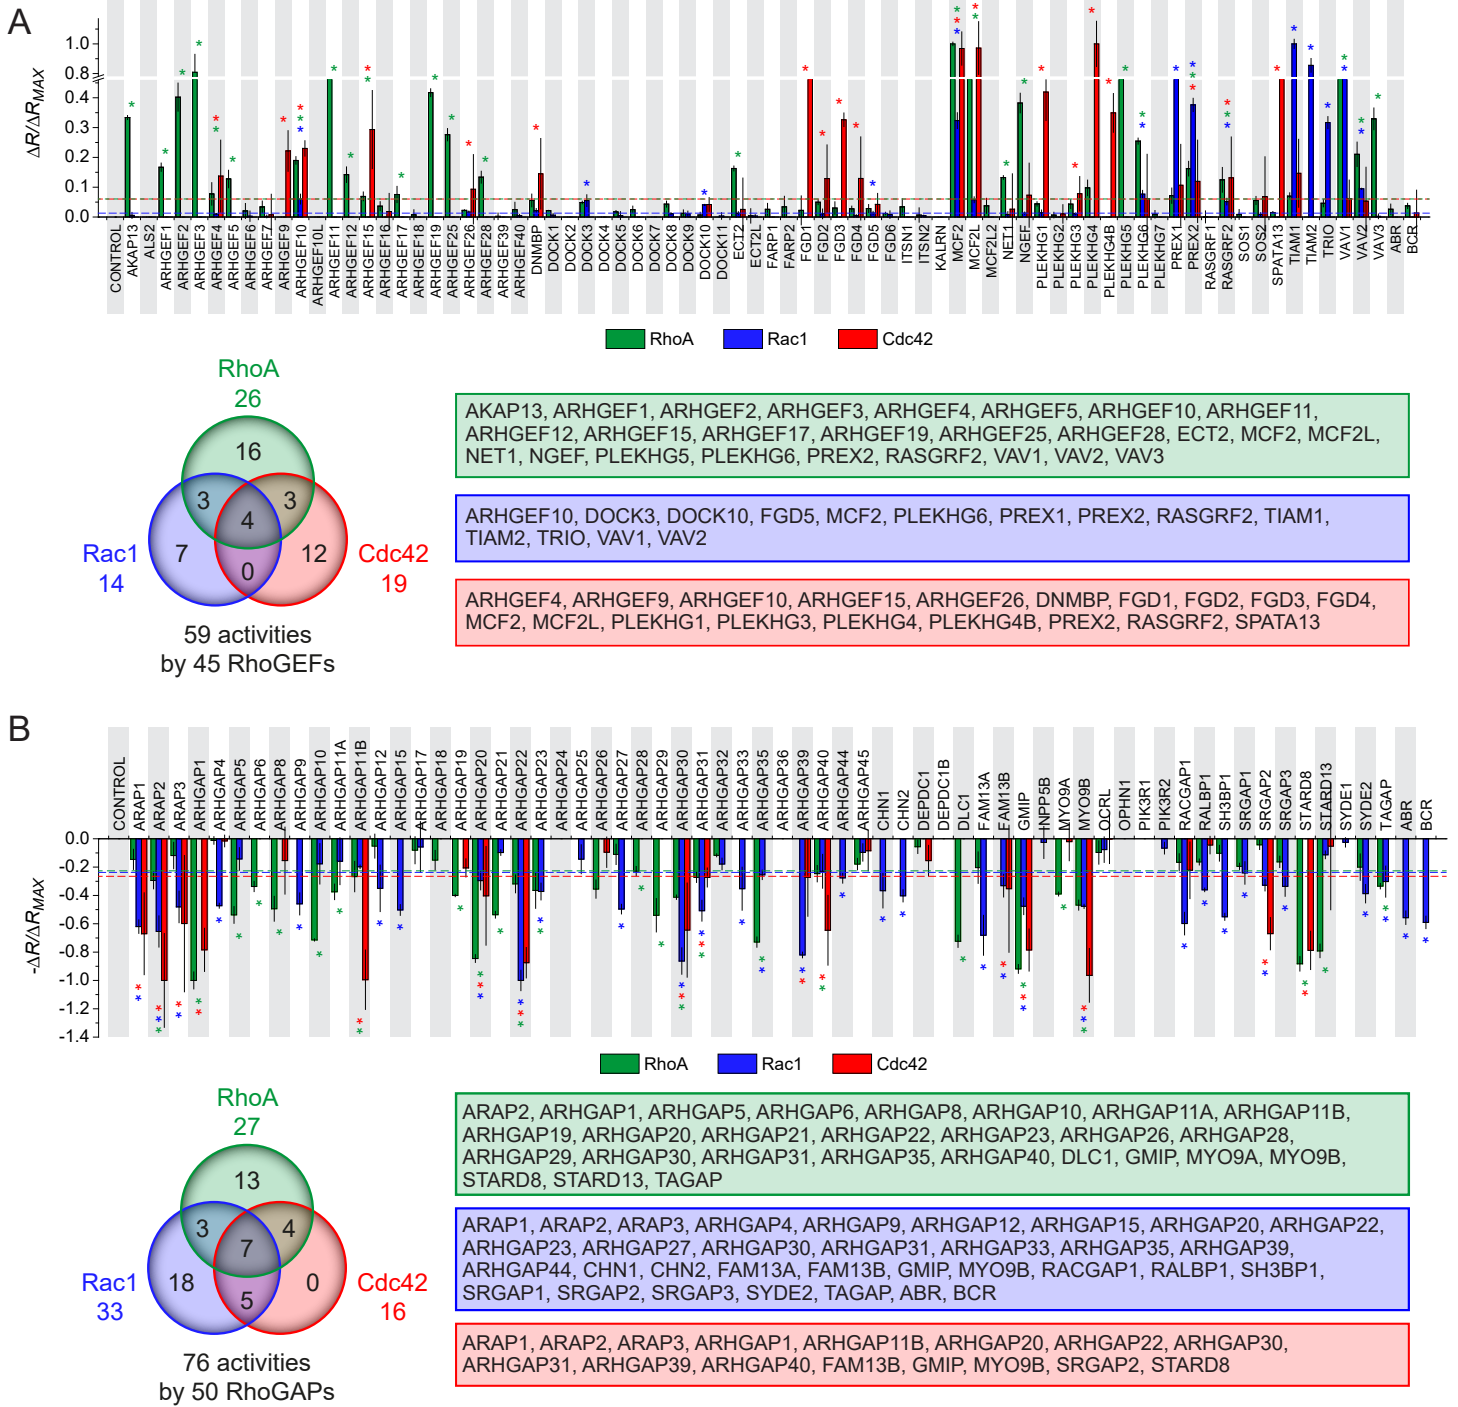 A
ΔR/ΔR_MAX
1.0
0.8
0.4
0.3
0.2
0.1
0.0
CONTROL
AKAP13
ALS2
ARHGEF1
ARHGEF2
ARHGEF3
ARHGEF4
ARHGEF5
ARHGEF6
ARHGEF7
ARHGEF9
ARHGEF10
ARHGEF10L
ARHGEF11
ARHGEF12
ARHGEF15
ARHGEF16
ARHGEF17
ARHGEF18
ARHGEF19
ARHGEF25
ARHGEF26
ARHGEF28
ARHGEF39
ARHGEF40
DNMBP
DOCK1
DOCK2
DOCK3
DOCK4
DOCK5
DOCK6
DOCK7
DOCK8
DOCK9
DOCK10
DOCK11
ECT2
ECT2L
FARP1
FARP2
FGD1
FGD2
FGD3
FGD4
FGD5
FGD6
ITSN1
ITSN2
KALRN
MCF2
MCF2L
MCF2L2
NET1
NGEF
PLEKHG1
PLEKHG2
PLEKHG3
PLEKHG4
PLEKHG4B
PLEKHG5
PLEKHG6
PLEKHG7
PREX1
PREX2
RASGRF1
RASGRF2
SOS1
SOS2
SPATA13
TIAM1
TIAM2
TRIO
VAV1
VAV2
VAV3
ABR
BCR
RhoA Rac1 Cdc42
RhoA
26
16
3 3
4
7 12
0
Rac1
14
Cdc42
19
59 activities
by 45 RhoGEFs
AKAP13, ARHGEF1, ARHGEF2, ARHGEF3, ARHGEF4, ARHGEF5, ARHGEF10, ARHGEF11,
ARHGEF12, ARHGEF15, ARHGEF17, ARHGEF19, ARHGEF25, ARHGEF28, ECT2, MCF2, MCF2L,
NET1, NGEF, PLEKHG5, PLEKHG6, PREX2, RASGRF2, VAV1, VAV2, VAV3
ARHGEF10, DOCK3, DOCK10, FGD5, MCF2, PLEKHG6, PREX1, PREX2, RASGRF2, TIAM1,
TIAM2, TRIO, VAV1, VAV2
ARHGEF4, ARHGEF9, ARHGEF10, ARHGEF15, ARHGEF26, DNMBP, FGD1, FGD2, FGD3, FGD4,
MCF2, MCF2L, PLEKHG1, PLEKHG3, PLEKHG4, PLEKHG4B, PREX2, RASGRF2, SPATA13
B
CONTROL
ARAP1
ARAP2
ARAP3
ARHGAP1
ARHGAP4
ARHGAP5
ARHGAP6
ARHGAP8
ARHGAP9
ARHGAP10
ARHGAP11A
ARHGAP11B
ARHGAP12
ARHGAP15
ARHGAP17
ARHGAP18
ARHGAP19
ARHGAP20
ARHGAP21
ARHGAP22
ARHGAP23
ARHGAP24
ARHGAP25
ARHGAP26
ARHGAP27
ARHGAP28
ARHGAP29
ARHGAP30
ARHGAP31
ARHGAP32
ARHGAP33
ARHGAP35
ARHGAP36
ARHGAP39
ARHGAP40
ARHGAP44
ARHGAP45
CHN1
CHN2
DEPDC1
DEPDC1B
DLC1
FAM13A
FAM13B
GMIP
INPP5B
MYO9A
MYO9B
OCRL
OPHN1
PIK3R1
PIK3R2
RACGAP1
RALBP1
SH3BP1
SRGAP1
SRGAP2
SRGAP3
STARD8
STARD13
SYDE1
SYDE2
TAGAP
ABR
BCR
-ΔR/ΔR_MAX
0.0
-0.2
-0.4
-0.6
-0.8
-1.0
-1.2
-1.4
RhoA Rac1 Cdc42
RhoA
27
13
3 4
7
18 0
5
Rac1
33
Cdc42
16
76 activities
by 50 RhoGAPs
ARAP2, ARHGAP1, ARHGAP5, ARHGAP6, ARHGAP8, ARHGAP10, ARHGAP11A, ARHGAP11B,
ARHGAP19, ARHGAP20, ARHGAP21, ARHGAP22, ARHGAP23, ARHGAP26, ARHGAP28,
ARHGAP29, ARHGAP30, ARHGAP31, ARHGAP35, ARHGAP40, DLC1, GMIP, MYO9A, MYO9B,
STARD8, STARD13, TAGAP
ARAP1, ARAP2, ARAP3, ARHGAP4, ARHGAP9, ARHGAP12, ARHGAP15, ARHGAP20, ARHGAP22,
ARHGAP23, ARHGAP27, ARHGAP30, ARHGAP31, ARHGAP33, ARHGAP35, ARHGAP39,
ARHGAP44, CHN1, CHN2, FAM13A, FAM13B, GMIP, MYO9B, RACGAP1, RALBP1, SH3BP1,
SRGAP1, SRGAP2, SRGAP3, SYDE2, TAGAP, ABR, BCR
ARAP1, ARAP2, ARAP3, ARHGAP1, ARHGAP11B, ARHGAP20, ARHGAP22, ARHGAP30,
ARHGAP31, ARHGAP39, ARHGAP40, FAM13B, GMIP, MYO9B, SRGAP2, STARD8